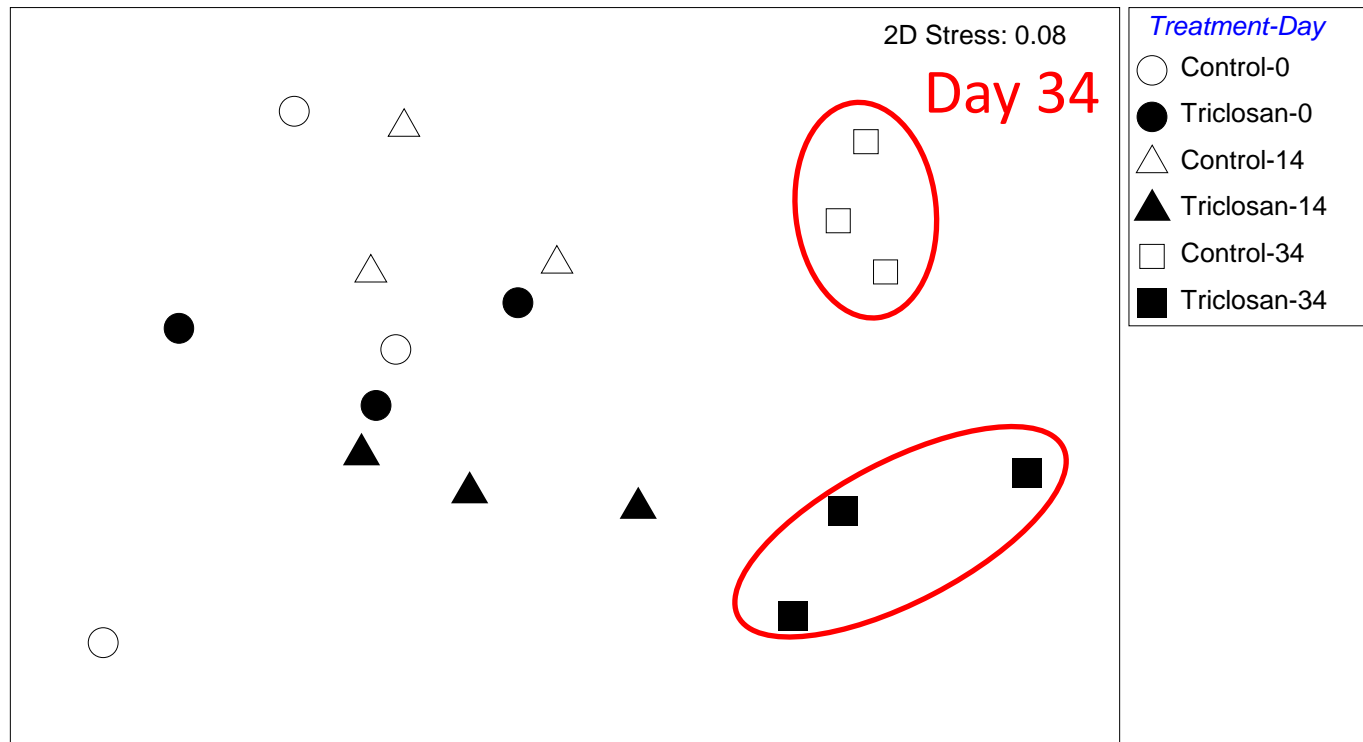 2D Stress: 0.08
Day 34
Treatment-Day
Control-0
Triclosan-0
Control-14
Triclosan-14
Control-34
Triclosan-34